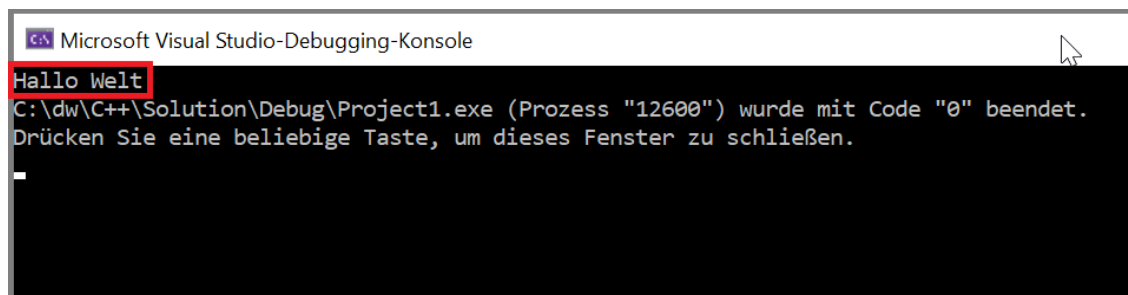 C:\ Microsoft Visual Studio-Debugging-Konsole
Hallo Welt
C:\dw\C++\Solution\Debug\Project1.exe (Prozess "12600") wurde mit Code "0" beendet.
Drücken Sie eine beliebige Taste, um dieses Fenster zu schließen.